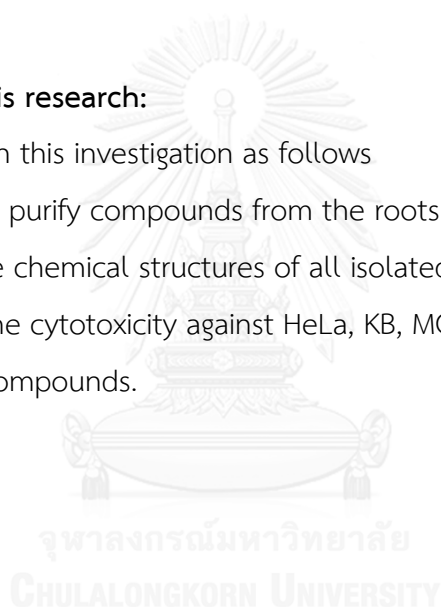 is research:
n this investigation as follows
purify compounds from the roots
e chemical structures of all isolated
ne cytotoxicity against HeLa, KB, MC
ompounds.
จุฬาลงกรณ์มหาวิทยาลัย
CHULALONGKORN UNIVERSITY